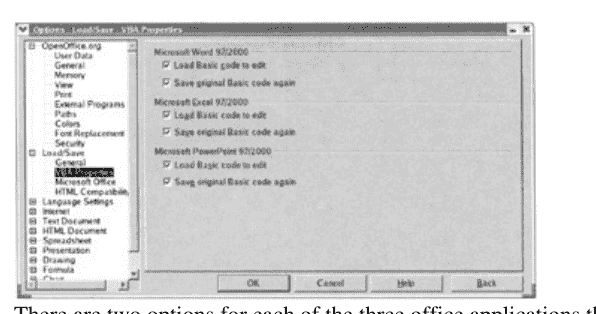 Options - Load/Save - VBA Properties
OpenOffice.org
User Data
General
Memory
View
Print
External Programs
Paths
Colors
Font Replacement
Security
Load/Save
General
VBA Properties
Microsoft Office
HTML Compatibili
Language Settings
Internet
Text Document
HTML Document
Spreadsheet
Presentation
Drawing
Formula
Chart
Microsoft Word 97/2000
Load Basic code to edit
Save original Basic code again
Microsoft Excel 97/2000
Load Basic code to edit
Save original Basic code again
Microsoft PowerPoint 97/2000
Load Basic code to edit
Save original Basic code again
OK Cancel Help Back
There are two options for each of the three office applications th